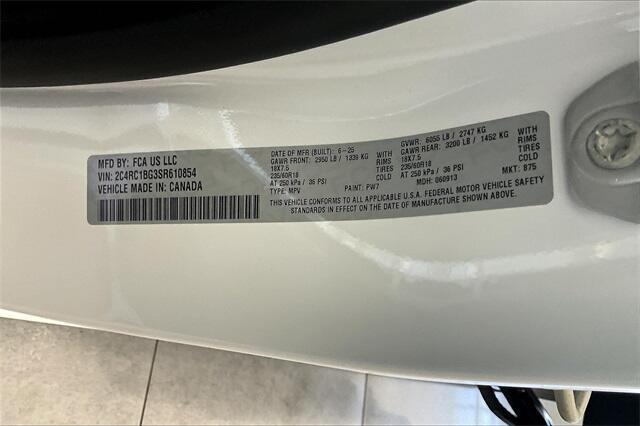 MFD BY: FCA US LLC
VIN: 2C4RC1BG3SR610854
VEHICLE MADE IN: CANADA
DATE OF MFR (BUILT): 6-25
GAWR FRONT: 2950 LB / 1339 KG
18X7.5
235/60R18
AT 250 kPa / 36 PSI
TYPE: MPV
WITH
RIMS
TIRES
COLD
PAINT: PW7
GVWR: 6055 LB / 2747 KG
GAWR REAR: 3200 LB / 1452 KG
18X7.5
235/60R18
AT 250 kPa / 36 PSI
MDH: 060913
WITH
RIMS
TIRES
COLD
MKT: 875
THIS VEHICLE CONFORMS TO ALL APPLICABLE U.S.A. FEDERAL MOTOR VEHICLE SAFETY
STANDARDS IN EFFECT ON THE DATE OF MANUFACTURE SHOWN ABOVE.